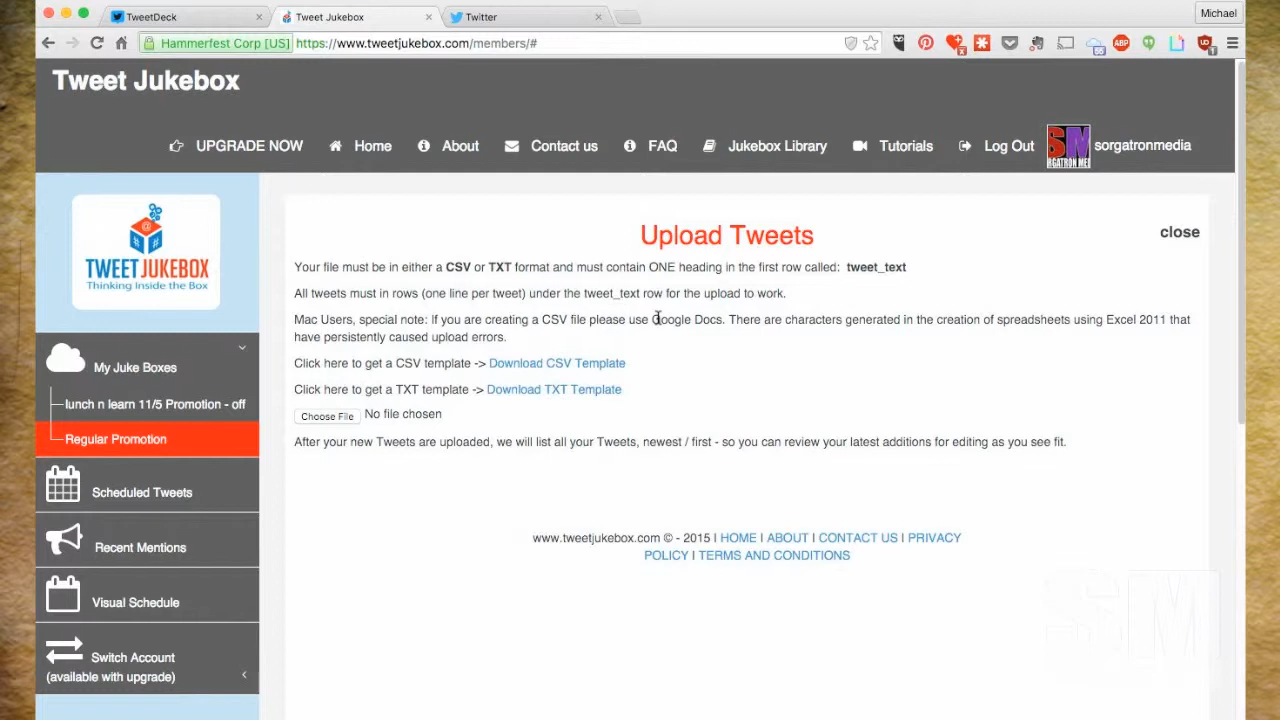 TweetDeck
Tweet Jukebox
Twitter
Michael
Hammerfest Corp [US]
https://www.tweetjukebox.com/members/#
Tweet Jukebox
UPGRADE NOW
Home
About
Contact us
FAQ
Jukebox Library
Tutorials
Log Out
SM
RGATRON ME
sorgatronmedia
TWEETJUKEBOX
Thinking Inside the Box
My Juke Boxes
lunch n learn 11/5 Promotion - off
Regular Promotion
Scheduled Tweets
Recent Mentions
Visual Schedule
Switch Account
(available with upgrade)
Upload Tweets
close
Your file must be in either a CSV or TXT format and must contain ONE heading in the first row called: tweet_text
All tweets must in rows (one line per tweet) under the tweet_text row for the upload to work.
Mac Users, special note: If you are creating a CSV file please use Google Docs. There are characters generated in the creation of spreadsheets using Excel 2011 that
have persistently caused upload errors.
Click here to get a CSV template -> Download CSV Template
Click here to get a TXT template -> Download TXT Template
Choose File No file chosen
After your new Tweets are uploaded, we will list all your Tweets, newest / first - so you can review your latest additions for editing as you see fit.
www.tweetjukebox.com © - 2015 | HOME | ABOUT | CONTACT US | PRIVACY
POLICY | TERMS AND CONDITIONS
SM